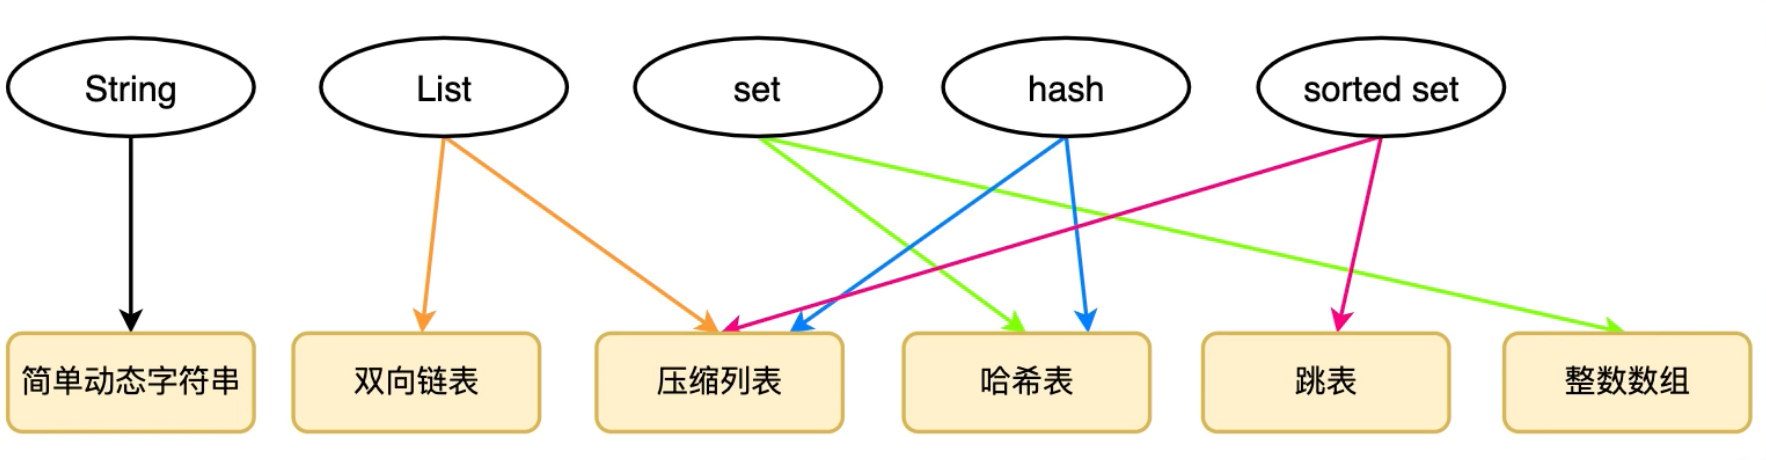 String
List
set
hash
sorted set
简单动态字符串
双向链表
压缩列表
哈希表
跳表
整数数组